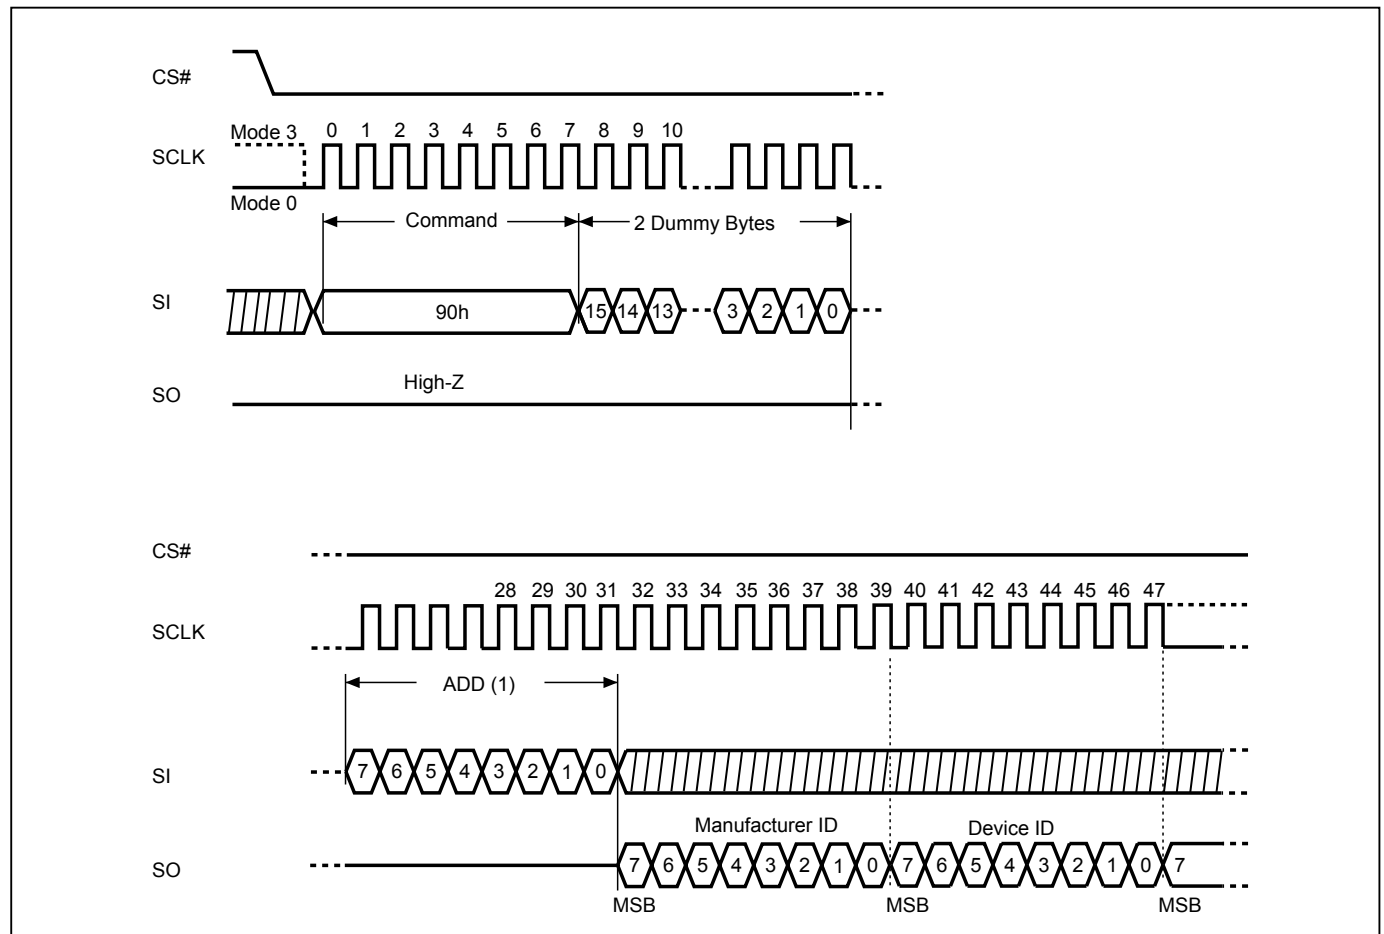 CS#
Mode 3 0 1 2 3 4 5 6 7 8 9 10
SCLK
Mode 0
Command 2 Dummy Bytes
SI 90h 15 14 13 3 2 1 0
High-Z
SO
CS#
28 29 30 31 32 33 34 35 36 37 38 39 40 41 42 43 44 45 46 47
SCLK
ADD (1)
SI 7 6 5 4 3 2 1 0
Manufacturer ID Device ID
SO 7 6 5 4 3 2 1 0 7 6 5 4 3 2 1 0 7
MSB MSB MSB